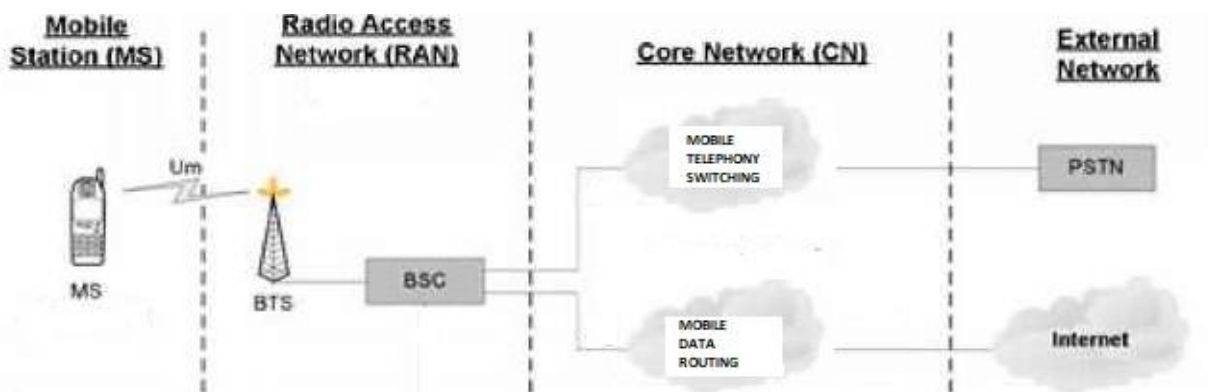 Mobile
Station (MS)
Radio Access
Network (RAN)
Core Network (CN)
External
Network
Um
MS
BTS
BSC
MOBILE
TELEPHONY
SWITCHING
PSTN
MOBILE
DATA
ROUTING
Internet